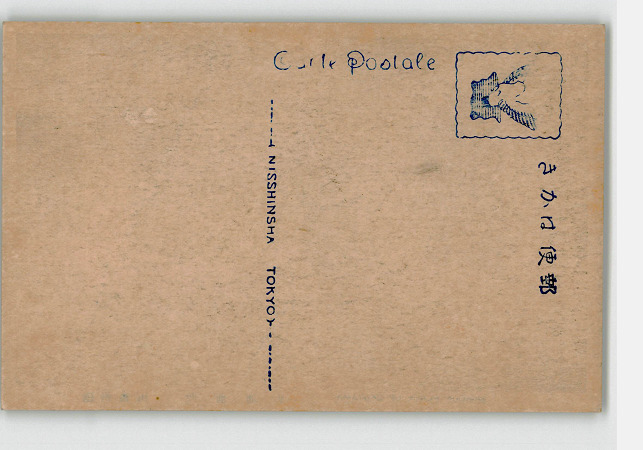 Carte Postale
NISSHINSHA TOKYO
きかは便郵